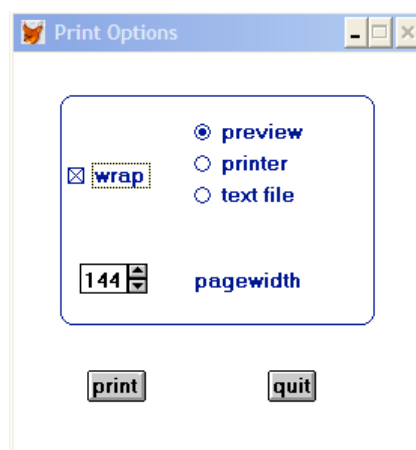 Print Options
preview
wrap
printer
text file
144 pagewidth
print quit